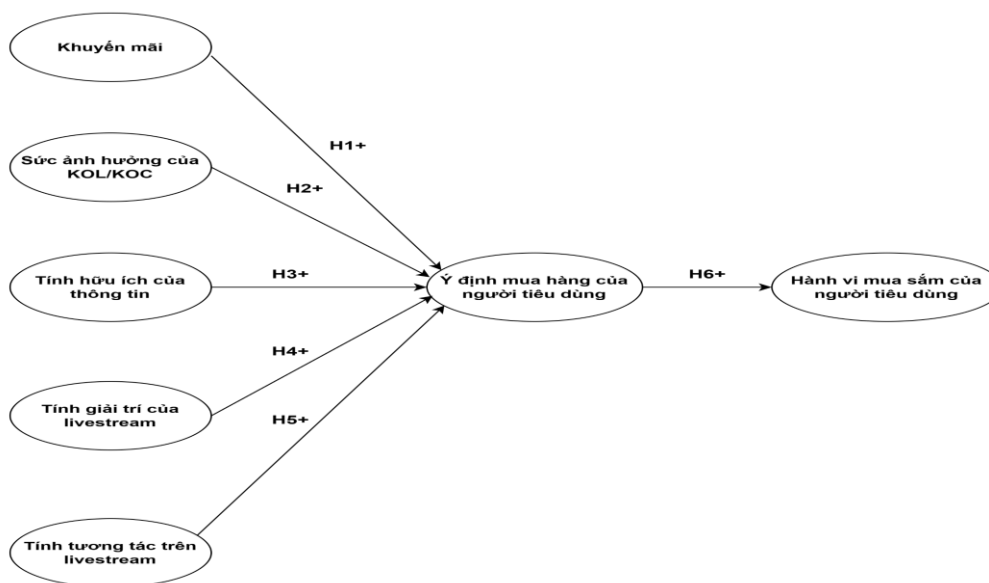 Khuyến mãi
H1+
Sức ảnh hưởng của
KOL/KOC
H2+
Tính hữu ích của
thông tin
H3+
Ý định mua hàng của
người tiêu dùng
H6+
Hành vi mua sắm của
người tiêu dùng
H4+
Tính giải trí của
livestream
H5+
Tính tương tác trên
livestream